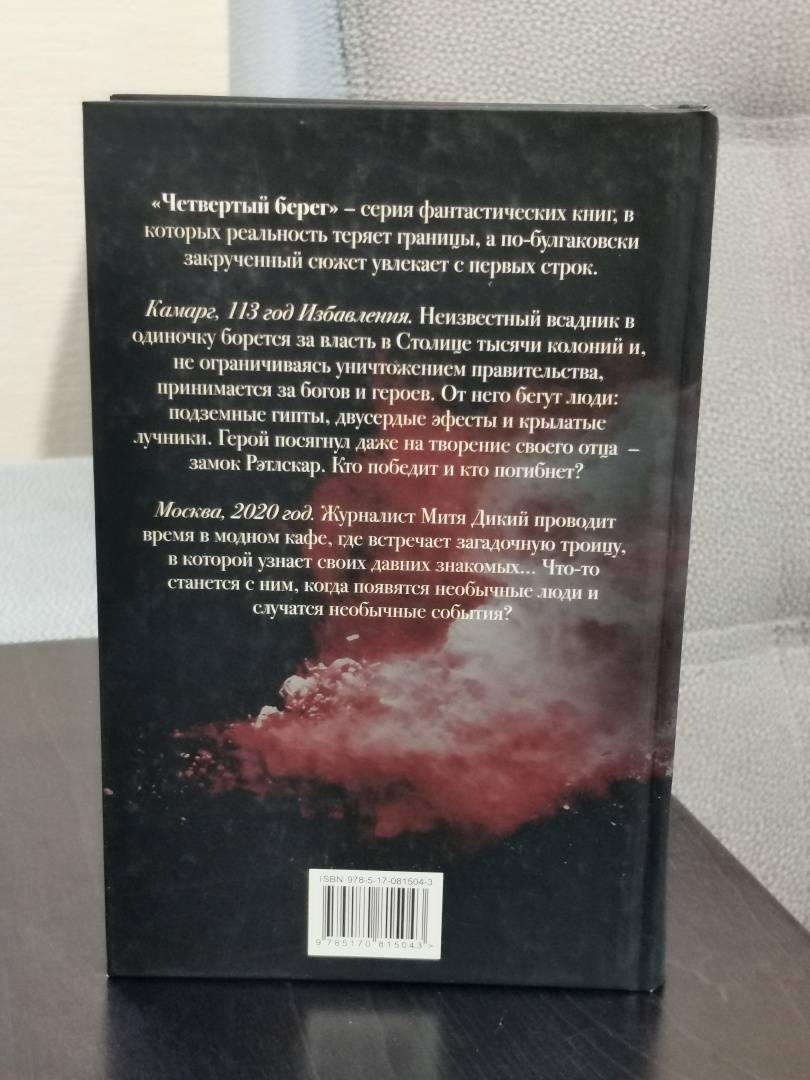 «Четвертый берег» – серия фантастических книг, в
которых реальность теряет границы, а по-булгаковски
закрученный сюжет увлекает с первых строк.
Камарг, 113 год Избавления. Неизвестный всадник в
одиночку борется за власть в Столице тысячи колоний и,
не ограничиваясь уничтожением правительства,
принимается за богов и героев. От него бегут люди:
подземные гипты, двусердые эфесты и крылатые
лучники. Герой посягнул даже на творение своего отца –
замок Рэтлскар. Кто победит и кто погибнет?
Москва, 2020 год. Журналист Митя Дикий проводит
время в модном кафе, где встречает загадочную троицу,
в которой узнает своих давних знакомых... Что-то
станется с ним, когда появятся необычные люди и
случатся необычные события?
ISBN 978-5-17-081504-3
9 785170 815043 >